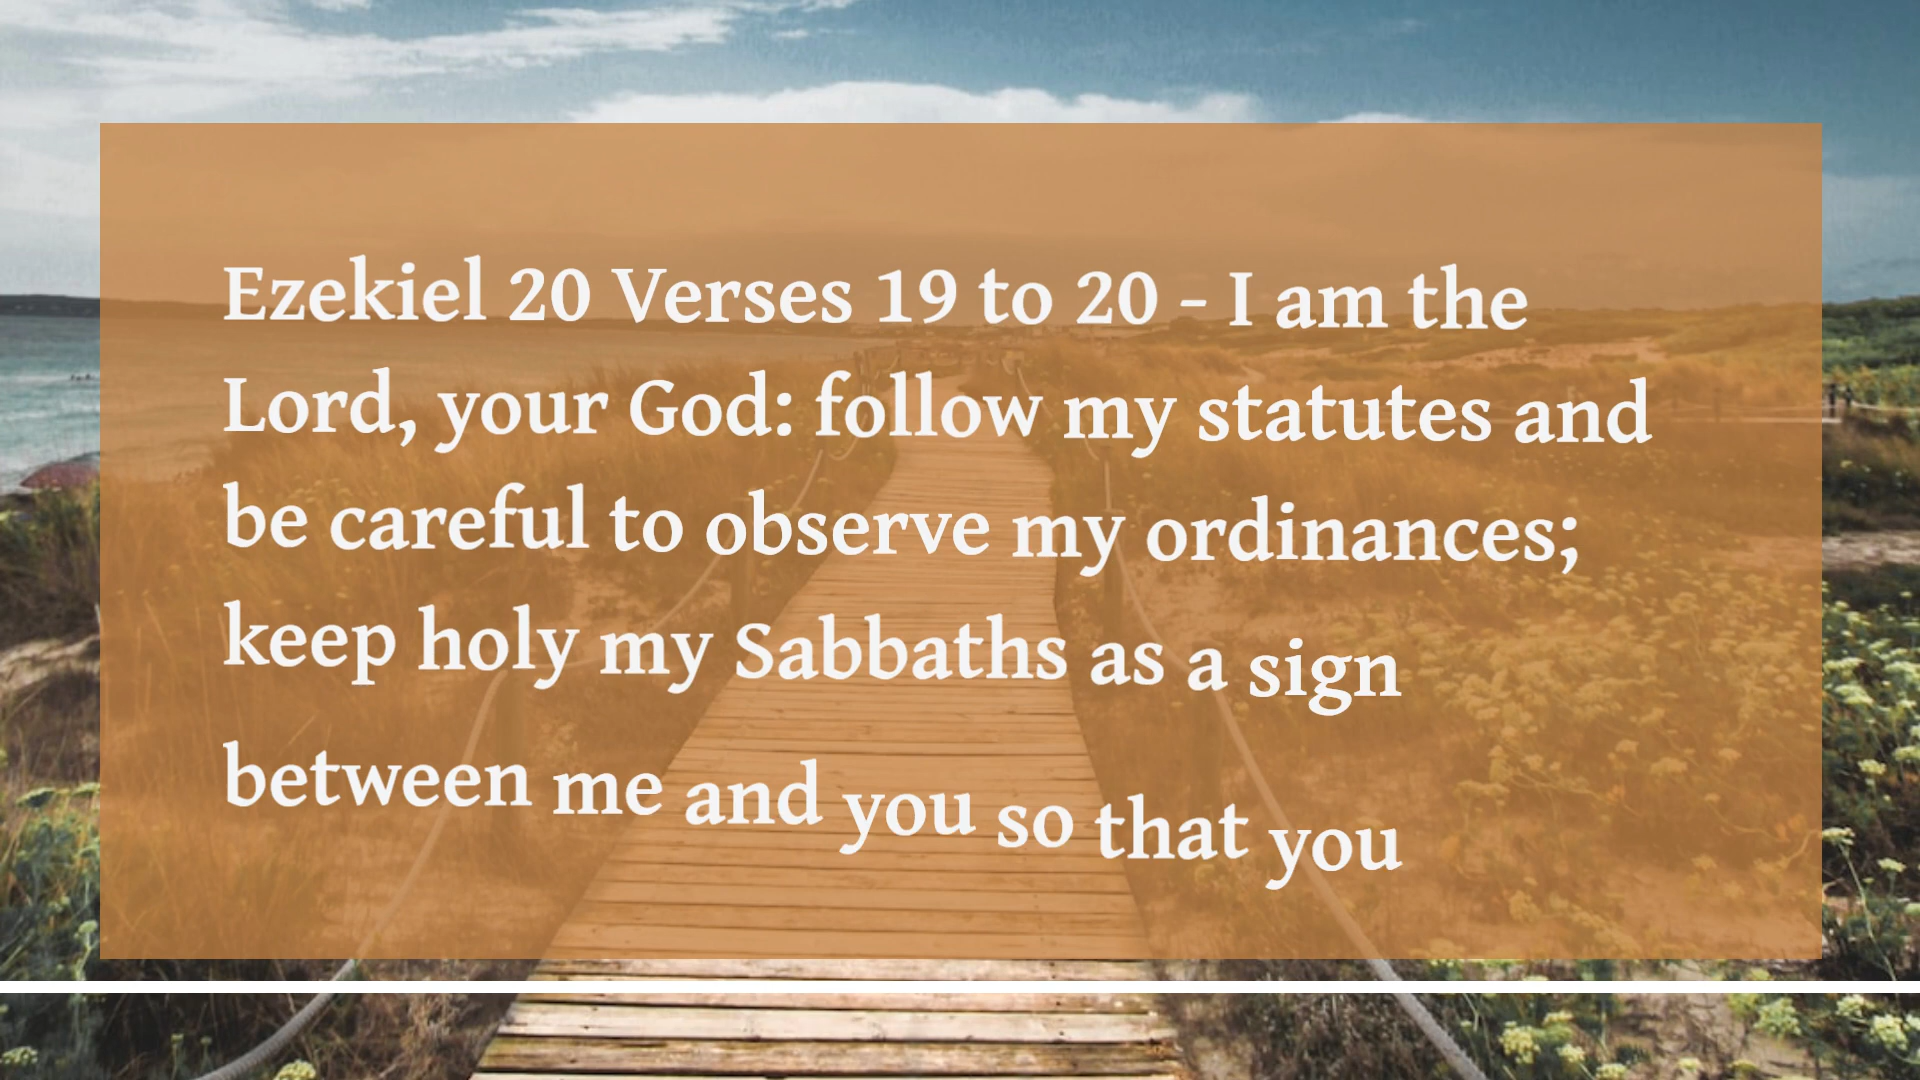 Ezekiel 20 Verses 19 to 20 - I am the
Lord, your God: follow my statutes and
be careful to observe my ordinances;
keep holy my Sabbaths as a sign
between me and you so that you